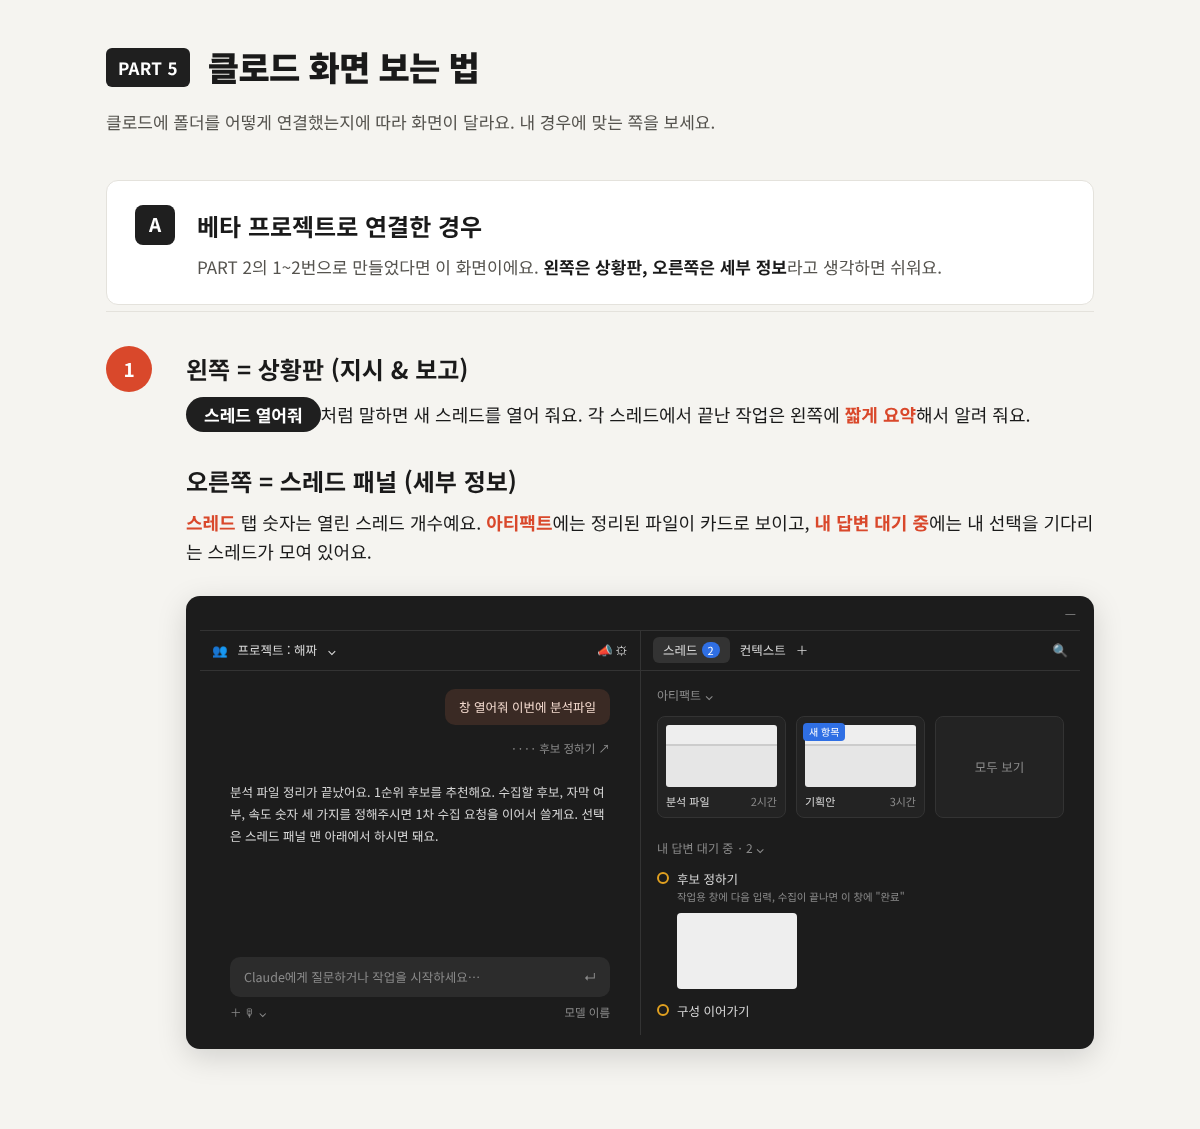 PART 5 클로드 화면 보는 법
클로드에 폴더를 어떻게 연결했는지에 따라 화면이 달라요. 내 경우에 맞는 쪽을 보세요.
A 베타 프로젝트로 연결한 경우
PART 2의 1~2번으로 만들었다면 이 화면이에요. 왼쪽은 상황판, 오른쪽은 세부 정보라고 생각하면 쉬워요.
1 왼쪽 = 상황판 (지시 & 보고)
스레드 열어줘처럼 말하면 새 스레드를 열어 줘요. 각 스레드에서 끝난 작업은 왼쪽에 짧게 요약해서 알려 줘요.
오른쪽 = 스레드 패널 (세부 정보)
스레드 탭 숫자는 열린 스레드 개수예요. 아티팩트에는 정리된 파일이 카드로 보이고, 내 답변 대기 중에는 내 선택을 기다리
는 스레드가 모여 있어요.
프로젝트 : 해짜
창 열어줘 이번에 분석파일
···· 후보 정하기 ↗
분석 파일 정리가 끝났어요. 1순위 후보를 추천해요. 수집할 후보, 자막 여
부, 속도 숫자 세 가지를 정해주시면 1차 수집 요청을 이어서 쓸게요. 선택
은 스레드 패널 맨 아래에서 하시면 돼요.
Claude에게 질문하거나 작업을 시작하세요…
+ 모델 이름
스레드 2 컨텍스트 +
아티팩트
새 항목
분석 파일 2시간
기획안 3시간
모두 보기
내 답변 대기 중 · 2
후보 정하기
작업용 창에 다음 입력, 수집이 끝나면 이 창에 "완료"
구성 이어가기